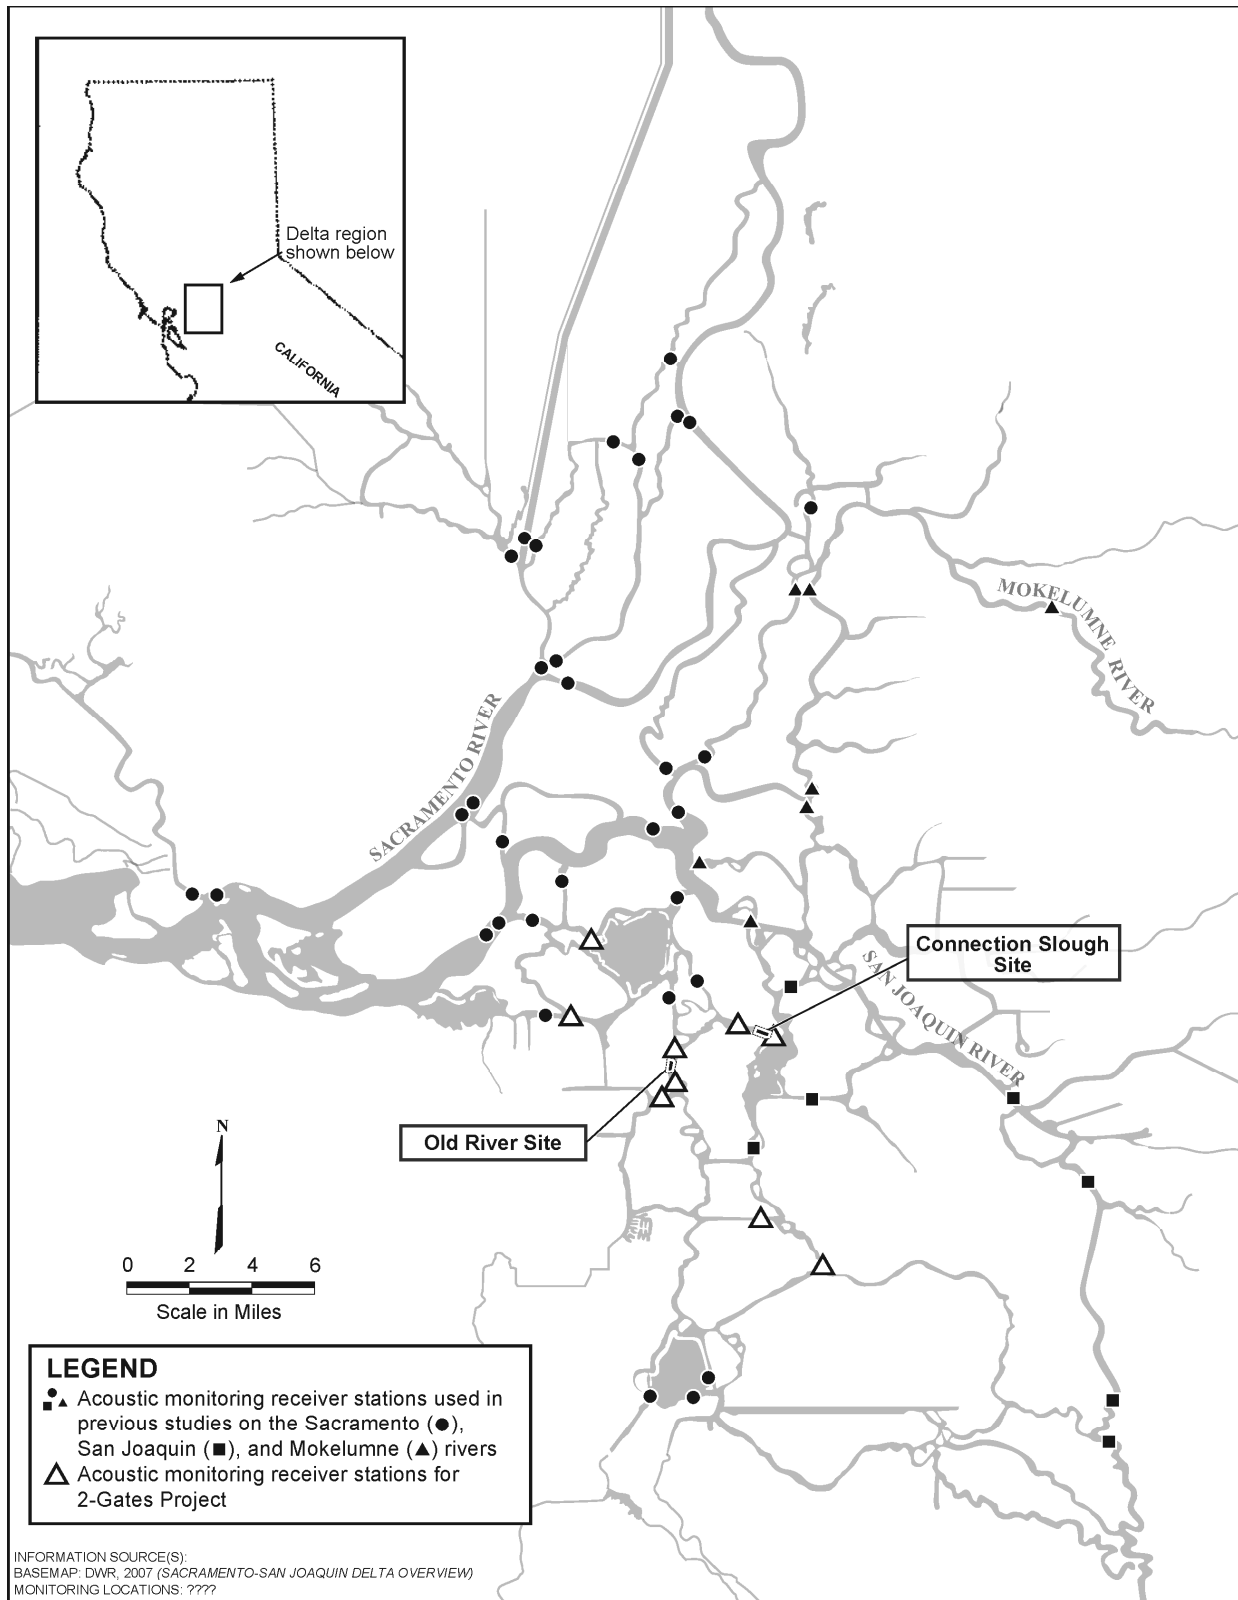 Delta region
shown below
CALIFORNIA
MOKELUMNE RIVER
SACRAMENTO RIVER
Connection Slough
Site
SAN JOAQUIN RIVER
Old River Site
N
0 2 4 6
Scale in Miles
LEGEND
Acoustic monitoring receiver stations used in
previous studies on the Sacramento (●),
San Joaquin (■), and Mokelumne (▲) rivers
Acoustic monitoring receiver stations for
2-Gates Project
INFORMATION SOURCE(S):
BASEMAP: DWR, 2007 (SACRAMENTO-SAN JOAQUIN DELTA OVERVIEW)
MONITORING LOCATIONS: ????